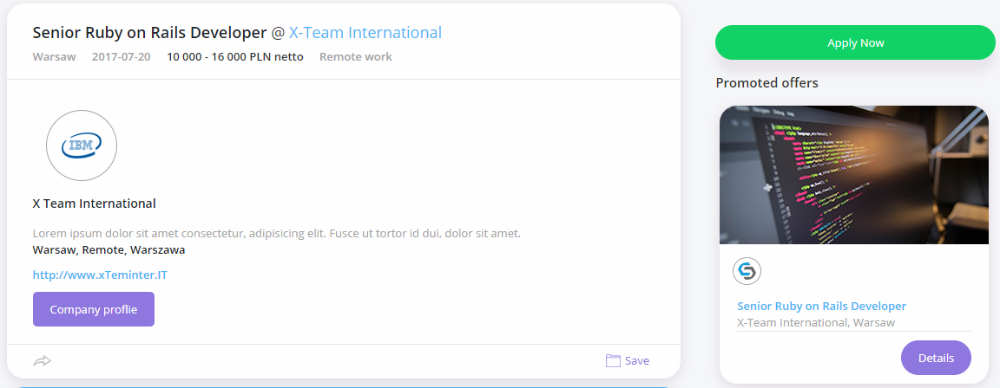 Senior Ruby on Rails Developer @ X-Team International
Warsaw 2017-07-20 10 000 - 16 000 PLN netto Remote work
IBM
X Team International
Lorem ipsum dolor sit amet consectetur, adipisicing elit. Fusce ut tortor id dui, dolor sit amet.
Warsaw, Remote, Warszawa
http://www.xTeminter.IT
Company proflie
Save
Apply Now
Promoted offers
Senior Ruby on Rails Developer
X-Team International, Warsaw
Details